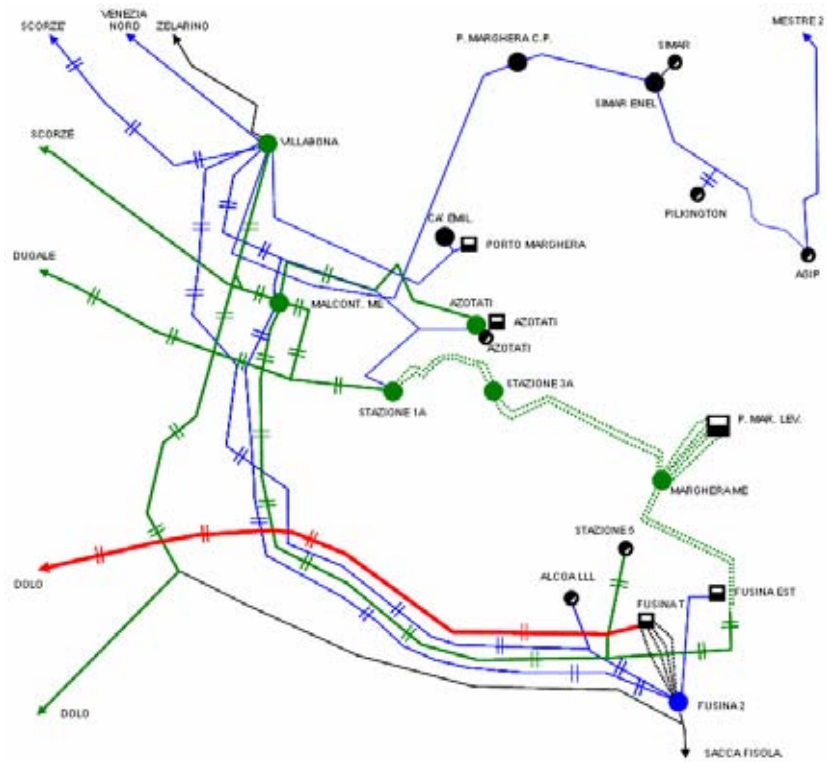 SCORZE'
VENEZIA
NORD
ZELARINO
P. MARGHERA C.P.
SIMAR
MESTRE 2
SIMAR ENEL
SCORZE'
VILLABONA
PILKINGTON
CA' EMIL.
PORTO MARGHERA
DUGALE
AGIP
MALCONT. ME
AZOTATI
AZOTATI
AZOTATI
STAZIONE 1A
STAZIONE 3A
P. MAR. LEV.
MARGHERA ME
STAZIONE 5
ALCOA LLL
DOLO
FUSINA T.
FUSINA EST
FUSINA 2
DOLO
SACCA FISOLA.